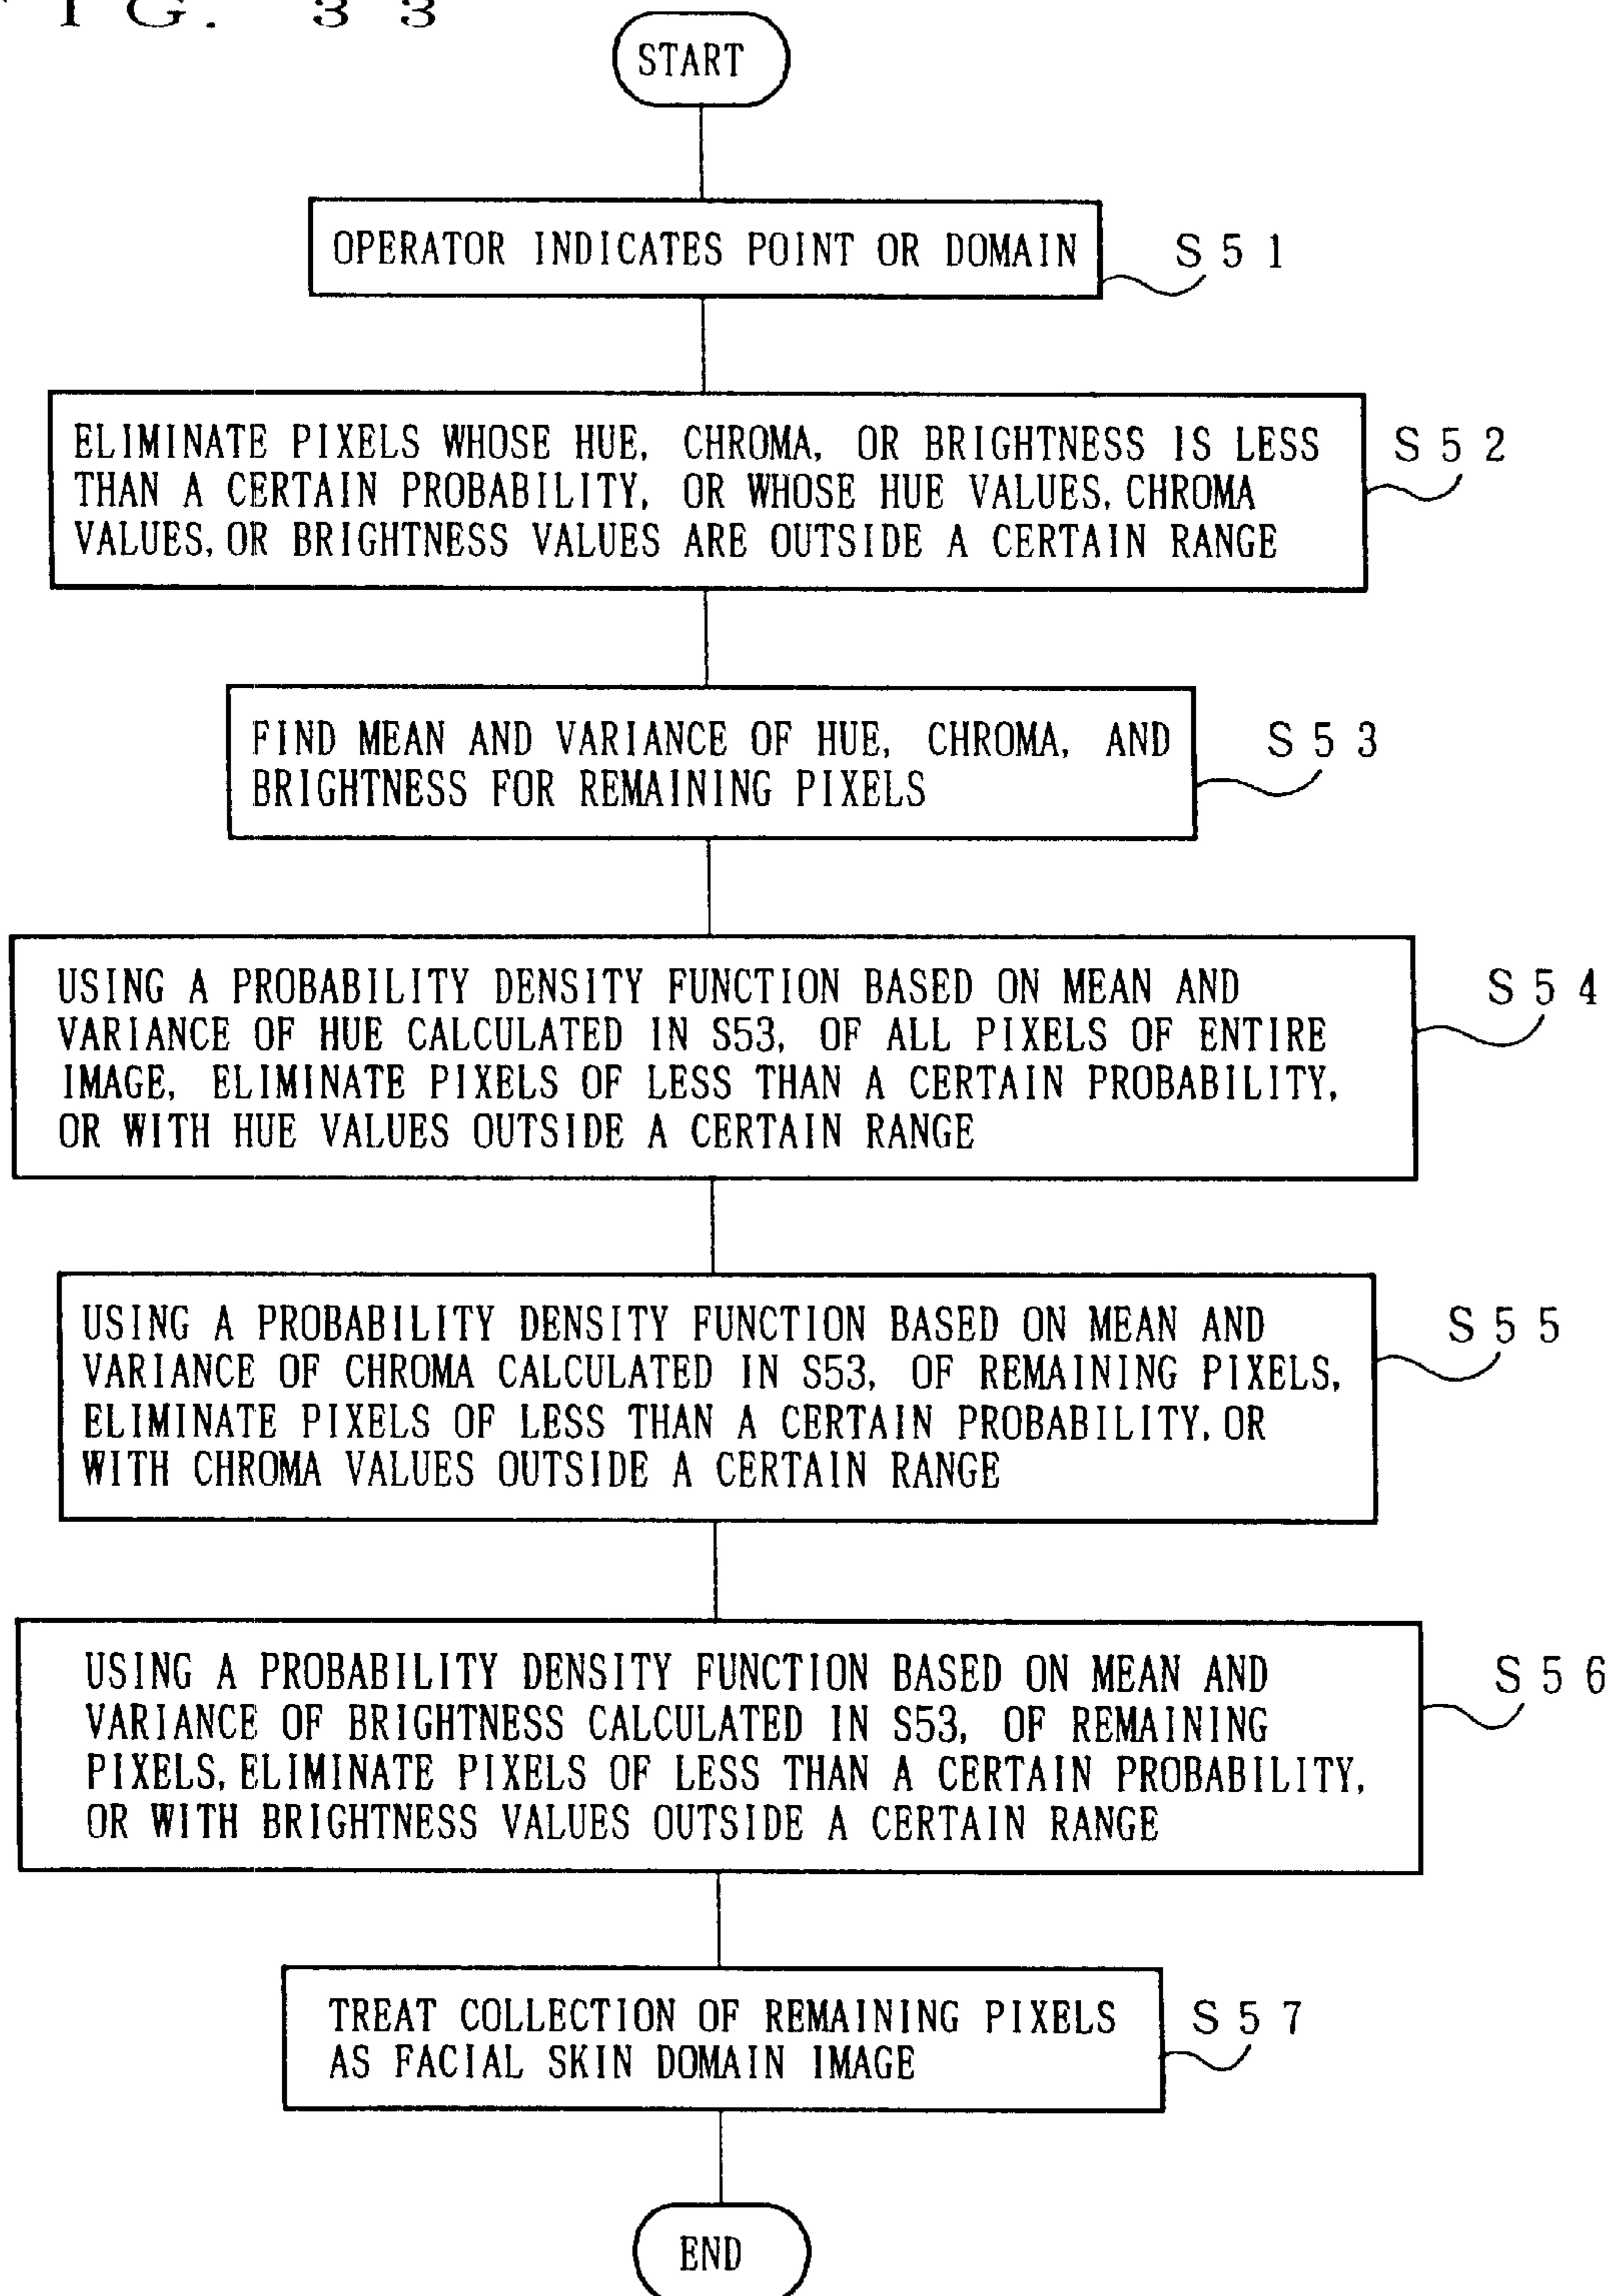 FIG. 33
START
OPERATOR INDICATES POINT OR DOMAIN
S51
ELIMINATE PIXELS WHOSE HUE, CHROMA, OR BRIGHTNESS IS LESS
THAN A CERTAIN PROBABILITY, OR WHOSE HUE VALUES, CHROMA
VALUES, OR BRIGHTNESS VALUES ARE OUTSIDE A CERTAIN RANGE
S52
FIND MEAN AND VARIANCE OF HUE, CHROMA, AND
BRIGHTNESS FOR REMAINING PIXELS
S53
USING A PROBABILITY DENSITY FUNCTION BASED ON MEAN AND
VARIANCE OF HUE CALCULATED IN S53, OF ALL PIXELS OF ENTIRE
IMAGE, ELIMINATE PIXELS OF LESS THAN A CERTAIN PROBABILITY,
OR WITH HUE VALUES OUTSIDE A CERTAIN RANGE
S54
USING A PROBABILITY DENSITY FUNCTION BASED ON MEAN AND
VARIANCE OF CHROMA CALCULATED IN S53, OF REMAINING PIXELS,
ELIMINATE PIXELS OF LESS THAN A CERTAIN PROBABILITY, OR
WITH CHROMA VALUES OUTSIDE A CERTAIN RANGE
S55
USING A PROBABILITY DENSITY FUNCTION BASED ON MEAN AND
VARIANCE OF BRIGHTNESS CALCULATED IN S53, OF REMAINING
PIXELS, ELIMINATE PIXELS OF LESS THAN A CERTAIN PROBABILITY,
OR WITH BRIGHTNESS VALUES OUTSIDE A CERTAIN RANGE
S56
TREAT COLLECTION OF REMAINING PIXELS
AS FACIAL SKIN DOMAIN IMAGE
S57
END